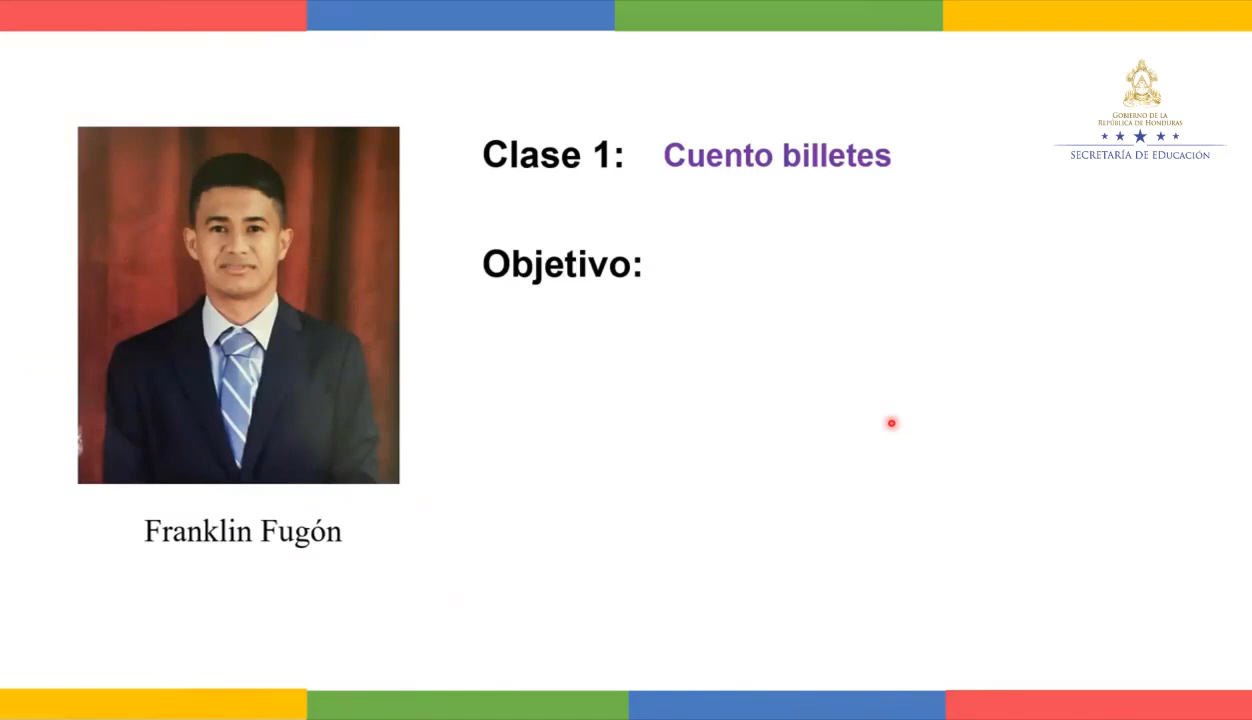 Clase 1: Cuento billetes
GOBIERNO DE LA
REPÚBLICA DE HONDURAS
SECRETARÍA DE EDUCACIÓN
Objetivo:
Franklin Fugón